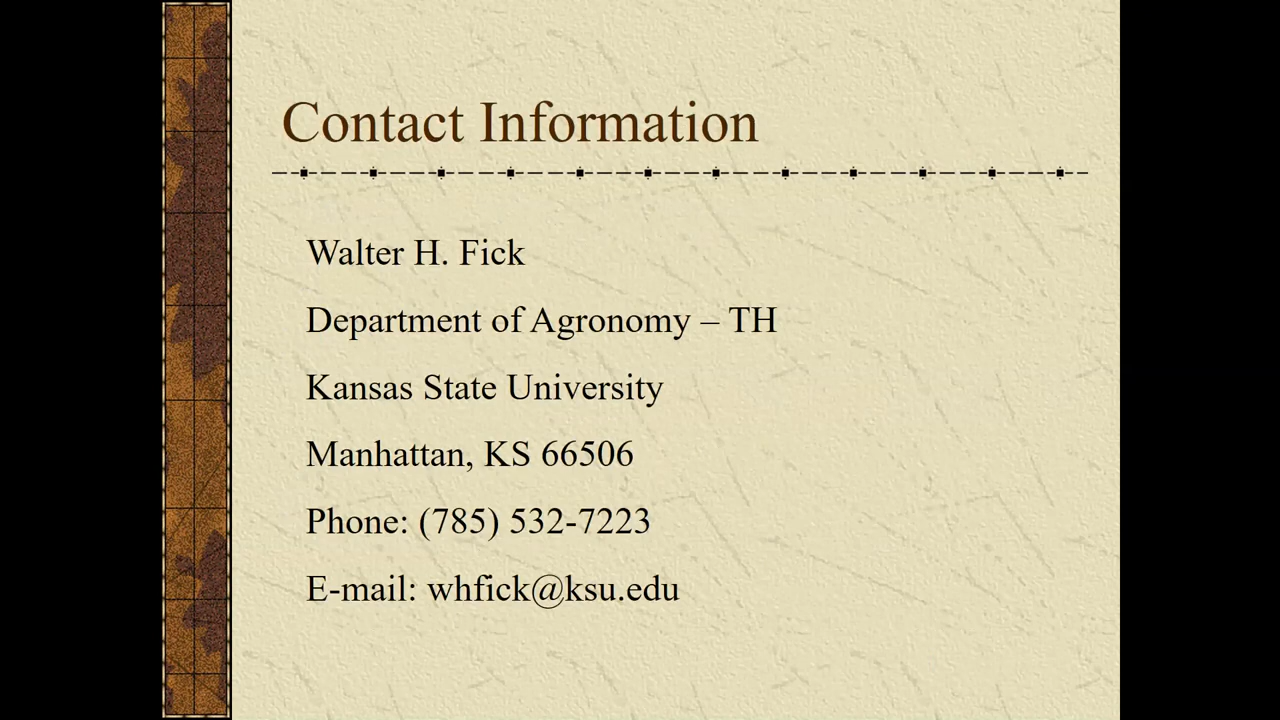 Contact Information
Walter H. Fick
Department of Agronomy – TH
Kansas State University
Manhattan, KS 66506
Phone: (785) 532-7223
E-mail: whfick@ksu.edu